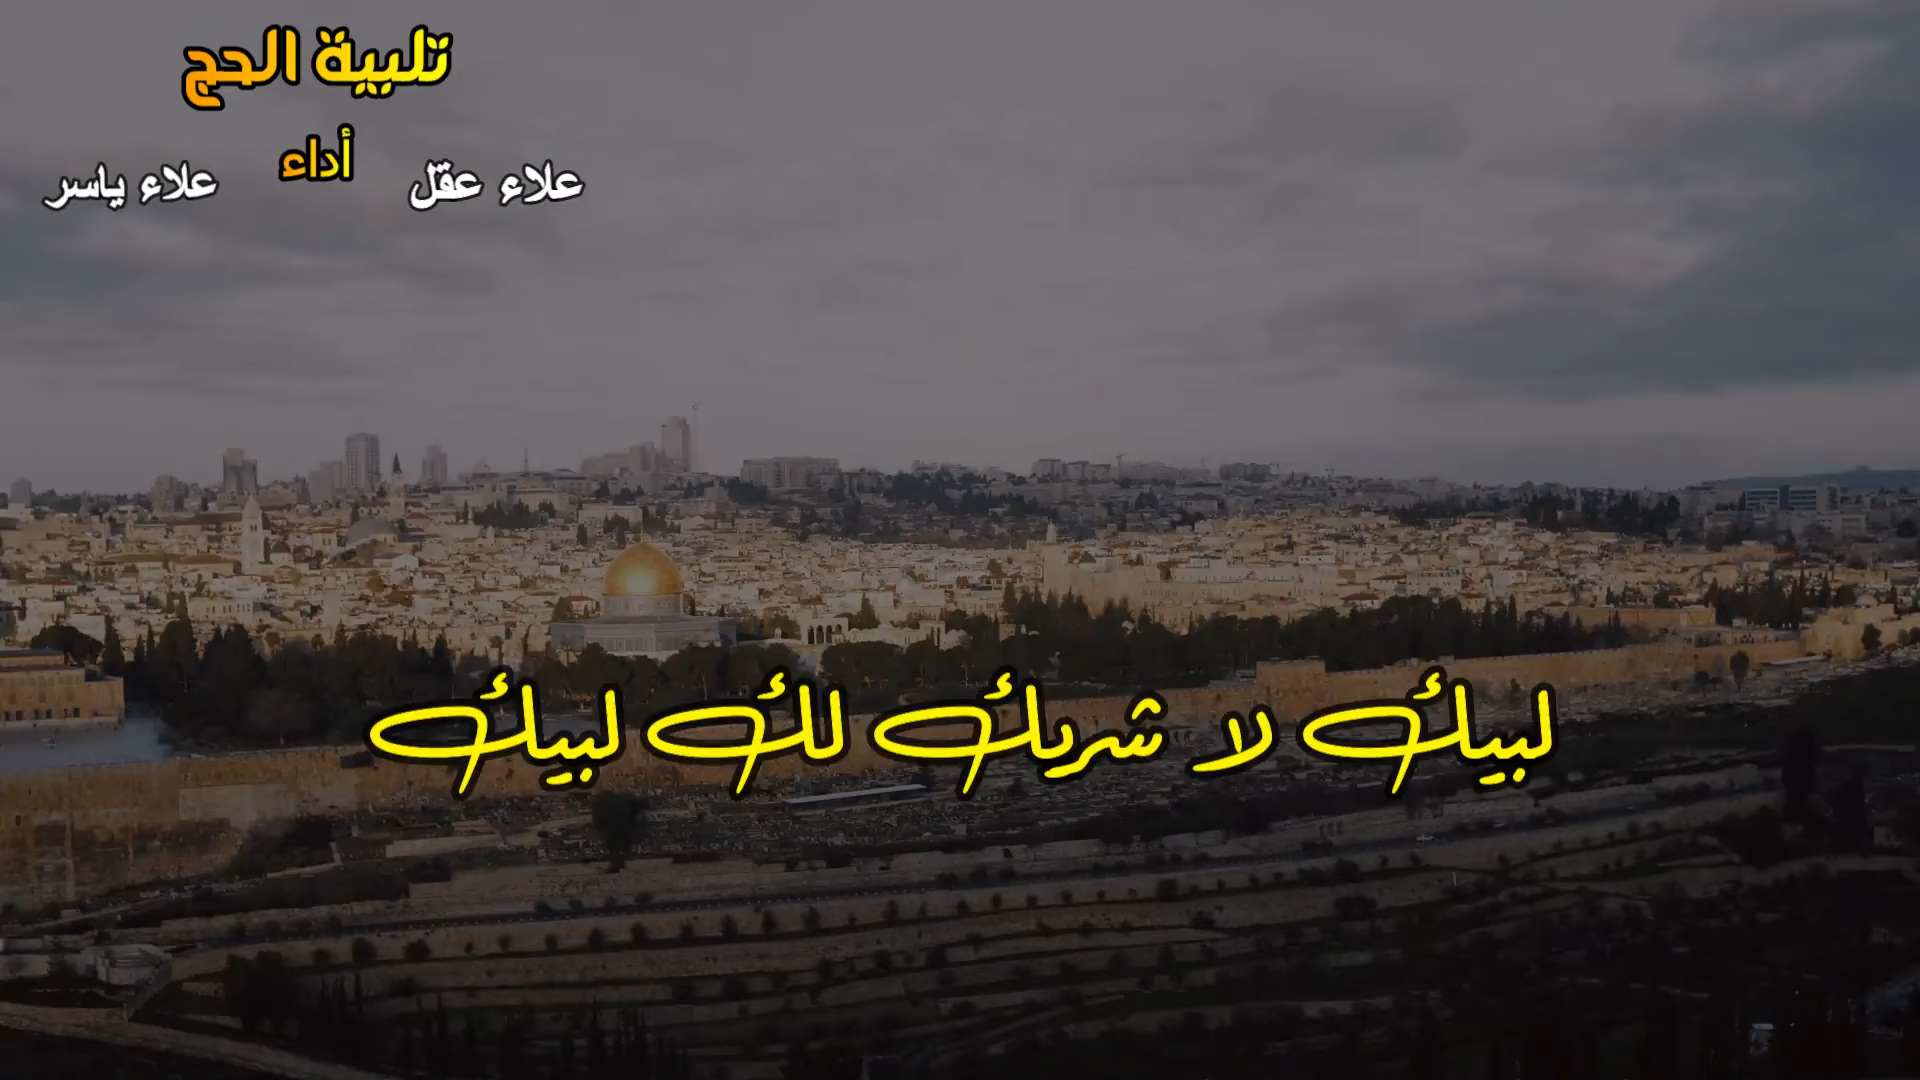 تلبية الحج
أداء
علاء عقل علاء ياسر
لبيك لا شريك لك لبيك